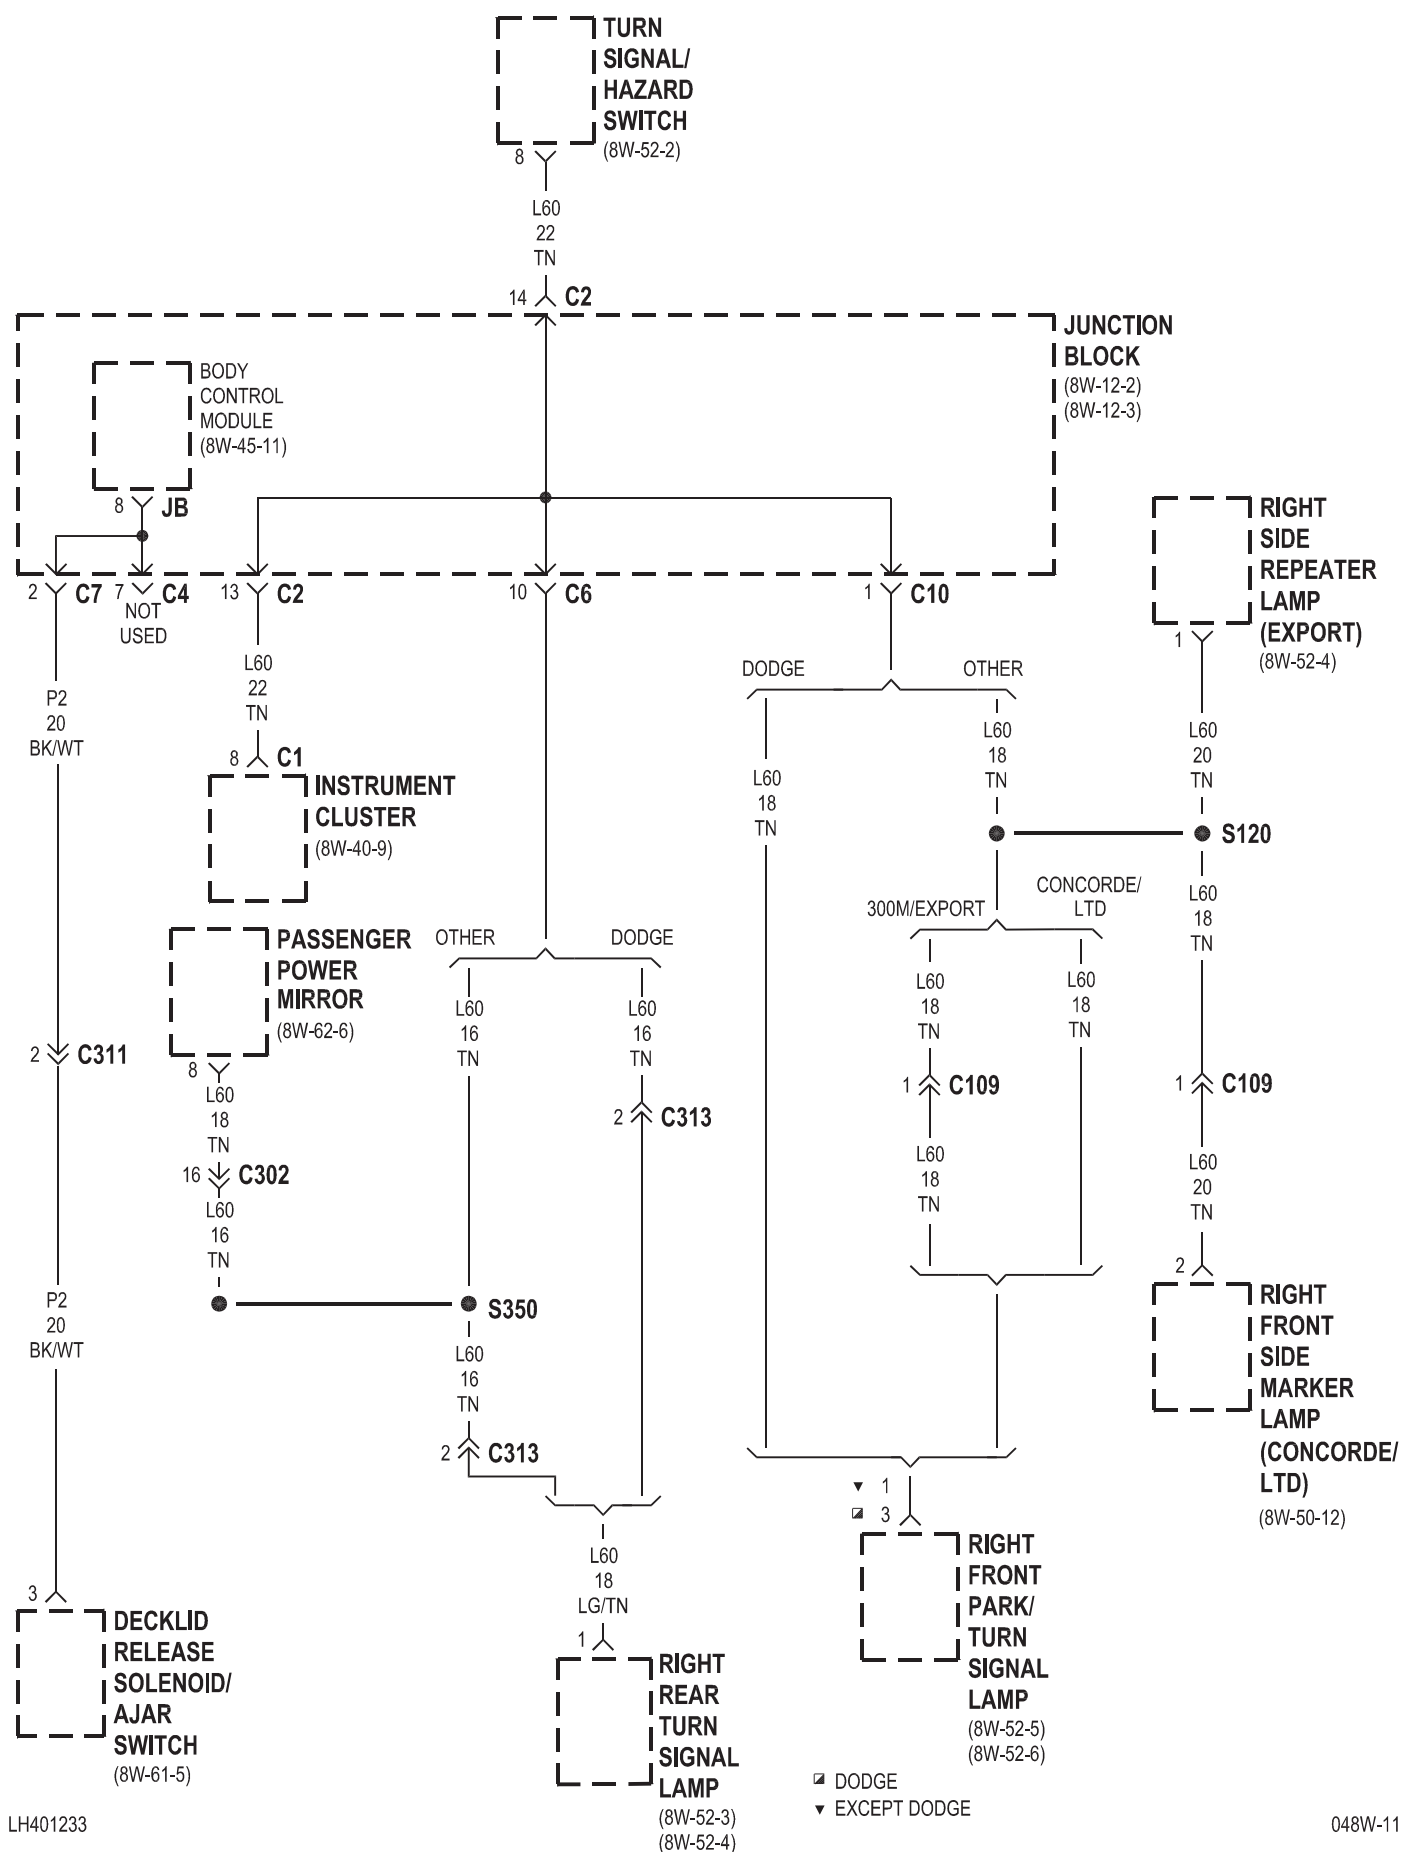 TURN
SIGNAL/
HAZARD
SWITCH
(8W-52-2)
8
L60
22
TN
14 C2
JUNCTION
BLOCK
(8W-12-2)
(8W-12-3)
BODY
CONTROL
MODULE
(8W-45-11)
8 JB
2 C7
7 C4
NOT
USED
13 C2
10 C6
1 C10
RIGHT
SIDE
REPEATER
LAMP
(EXPORT)
(8W-52-4)
1
L60
20
TN
S120
L60
18
TN
1 C109
L60
20
TN
2
RIGHT
FRONT
SIDE
MARKER
LAMP
(CONCORDE/
LTD)
(8W-50-12)
P2
20
BK/WT
2 C311
P2
20
BK/WT
3
DECKLID
RELEASE
SOLENOID/
AJAR
SWITCH
(8W-61-5)
L60
22
TN
8 C1
INSTRUMENT
CLUSTER
(8W-40-9)
PASSENGER
POWER
MIRROR
(8W-62-6)
8
L60
18
TN
16 C302
L60
16
TN
OTHER
DODGE
L60
16
TN
L60
16
TN
2 C313
S350
L60
16
TN
2 C313
L60
18
LG/TN
1
RIGHT
REAR
TURN
SIGNAL
LAMP
(8W-52-3)
(8W-52-4)
DODGE
OTHER
L60
18
TN
L60
18
TN
300M/EXPORT
CONCORDE/
LTD
L60
18
TN
L60
18
TN
1 C109
L60
18
TN
▼ 1
◪ 3
RIGHT
FRONT
PARK/
TURN
SIGNAL
LAMP
(8W-52-5)
(8W-52-6)
◪ DODGE
▼ EXCEPT DODGE
LH401233
048W-11